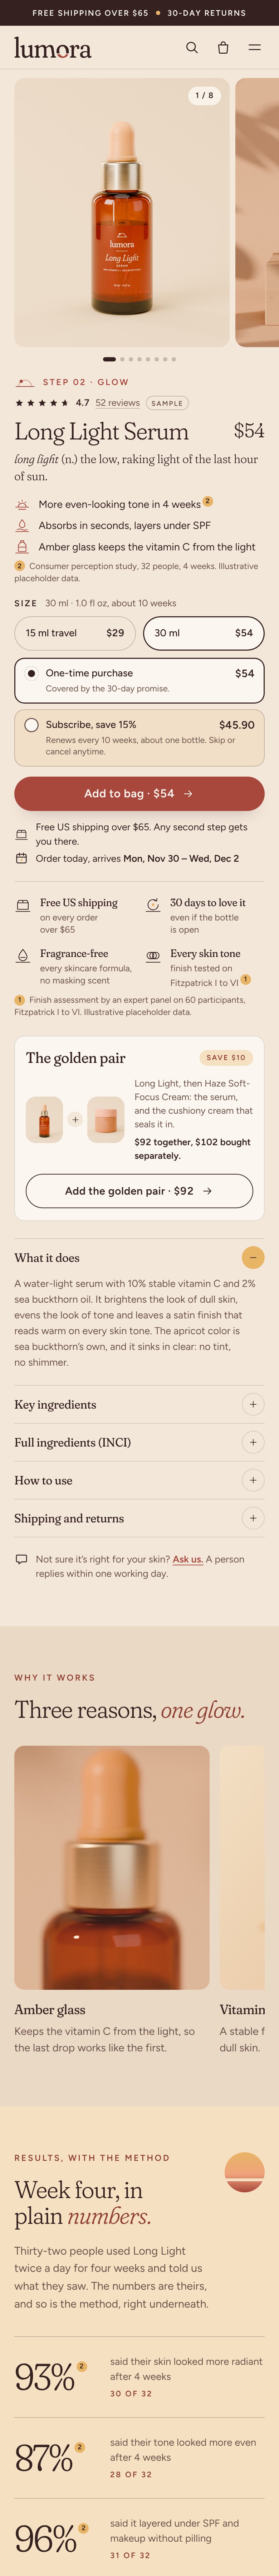 FREE SHIPPING OVER $65 • 30-DAY RETURNS
lumora
1 / 8
lumora
Long Light
SERUM
STEP 02 · GLOW
4.7 52 reviews SAMPLE
Long Light Serum $54
long light (n.) the low, raking light of the last hour
of sun.
More even-looking tone in 4 weeks 2
Absorbs in seconds, layers under SPF
Amber glass keeps the vitamin C from the light
2 Consumer perception study, 32 people, 4 weeks. Illustrative
placeholder data.
SIZE 30 ml · 1.0 fl oz, about 10 weeks
15 ml travel $29
30 ml $54
One-time purchase $54
Covered by the 30-day promise.
Subscribe, save 15% $45.90
Renews every 10 weeks, about one bottle. Skip or
cancel anytime.
Add to bag · $54 →
Free US shipping over $65. Any second step gets
you there.
Order today, arrives Mon, Nov 30 – Wed, Dec 2
Free US shipping
on every order
over $65
30 days to love it
even if the bottle
is open
Fragrance-free
every skincare formula,
no masking scent
Every skin tone
finish tested on
Fitzpatrick I to VI 1
1 Finish assessment by an expert panel on 60 participants,
Fitzpatrick I to VI. Illustrative placeholder data.
The golden pair SAVE $10
+
Long Light, then Haze Soft-
Focus Cream: the serum,
and the cushiony cream that
seals it in.
$92 together, $102 bought
separately.
Add the golden pair · $92 →
What it does
A water-light serum with 10% stable vitamin C and 2%
sea buckthorn oil. It brightens the look of dull skin,
evens the look of tone and leaves a satin finish that
reads warm on every skin tone. The apricot color is
sea buckthorn's own, and it sinks in clear: no tint,
no shimmer.
Key ingredients
Full ingredients (INCI)
How to use
Shipping and returns
Not sure it's right for your skin? Ask us. A person
replies within one working day.
WHY IT WORKS
Three reasons, one glow.
Amber glass
Keeps the vitamin C from the light, so
the last drop works like the first.
Vitamin
A stable f
dull skin.
RESULTS, WITH THE METHOD
Week four, in
plain numbers.
Thirty-two people used Long Light
twice a day for four weeks and told us
what they saw. The numbers are theirs,
and so is the method, right underneath.
93% 2
said their skin looked more radiant
after 4 weeks
30 OF 32
87% 2
said their tone looked more even
after 4 weeks
28 OF 32
96% 2
said it layered under SPF and
makeup without pilling
31 OF 32